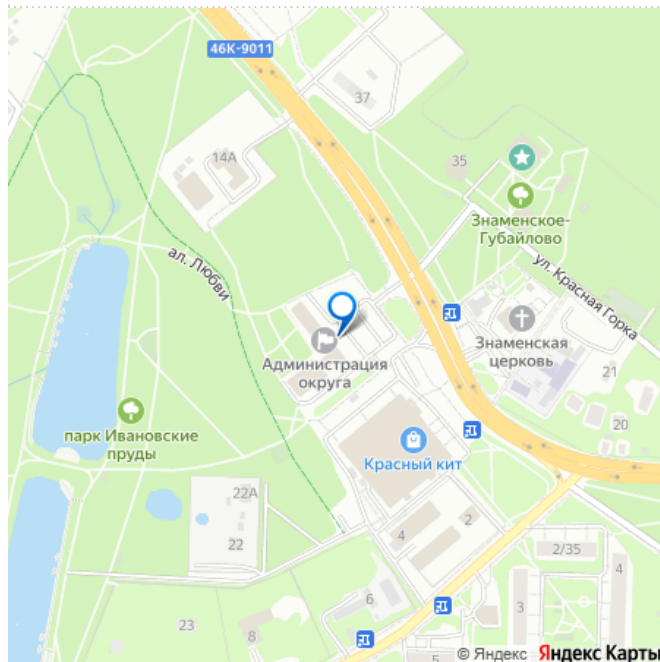 46К-9011
37
14А
35
Знаменское-
Губайлово
ал. Любви
ул. Красная Горка
Знаменская
церковь
Администрация
округа
21
20
парк Ивановские
пруды
Красный кит
22А
22
4
2
2/35
4
6
3
23
8
5
© Яндекс Яндекс Карты